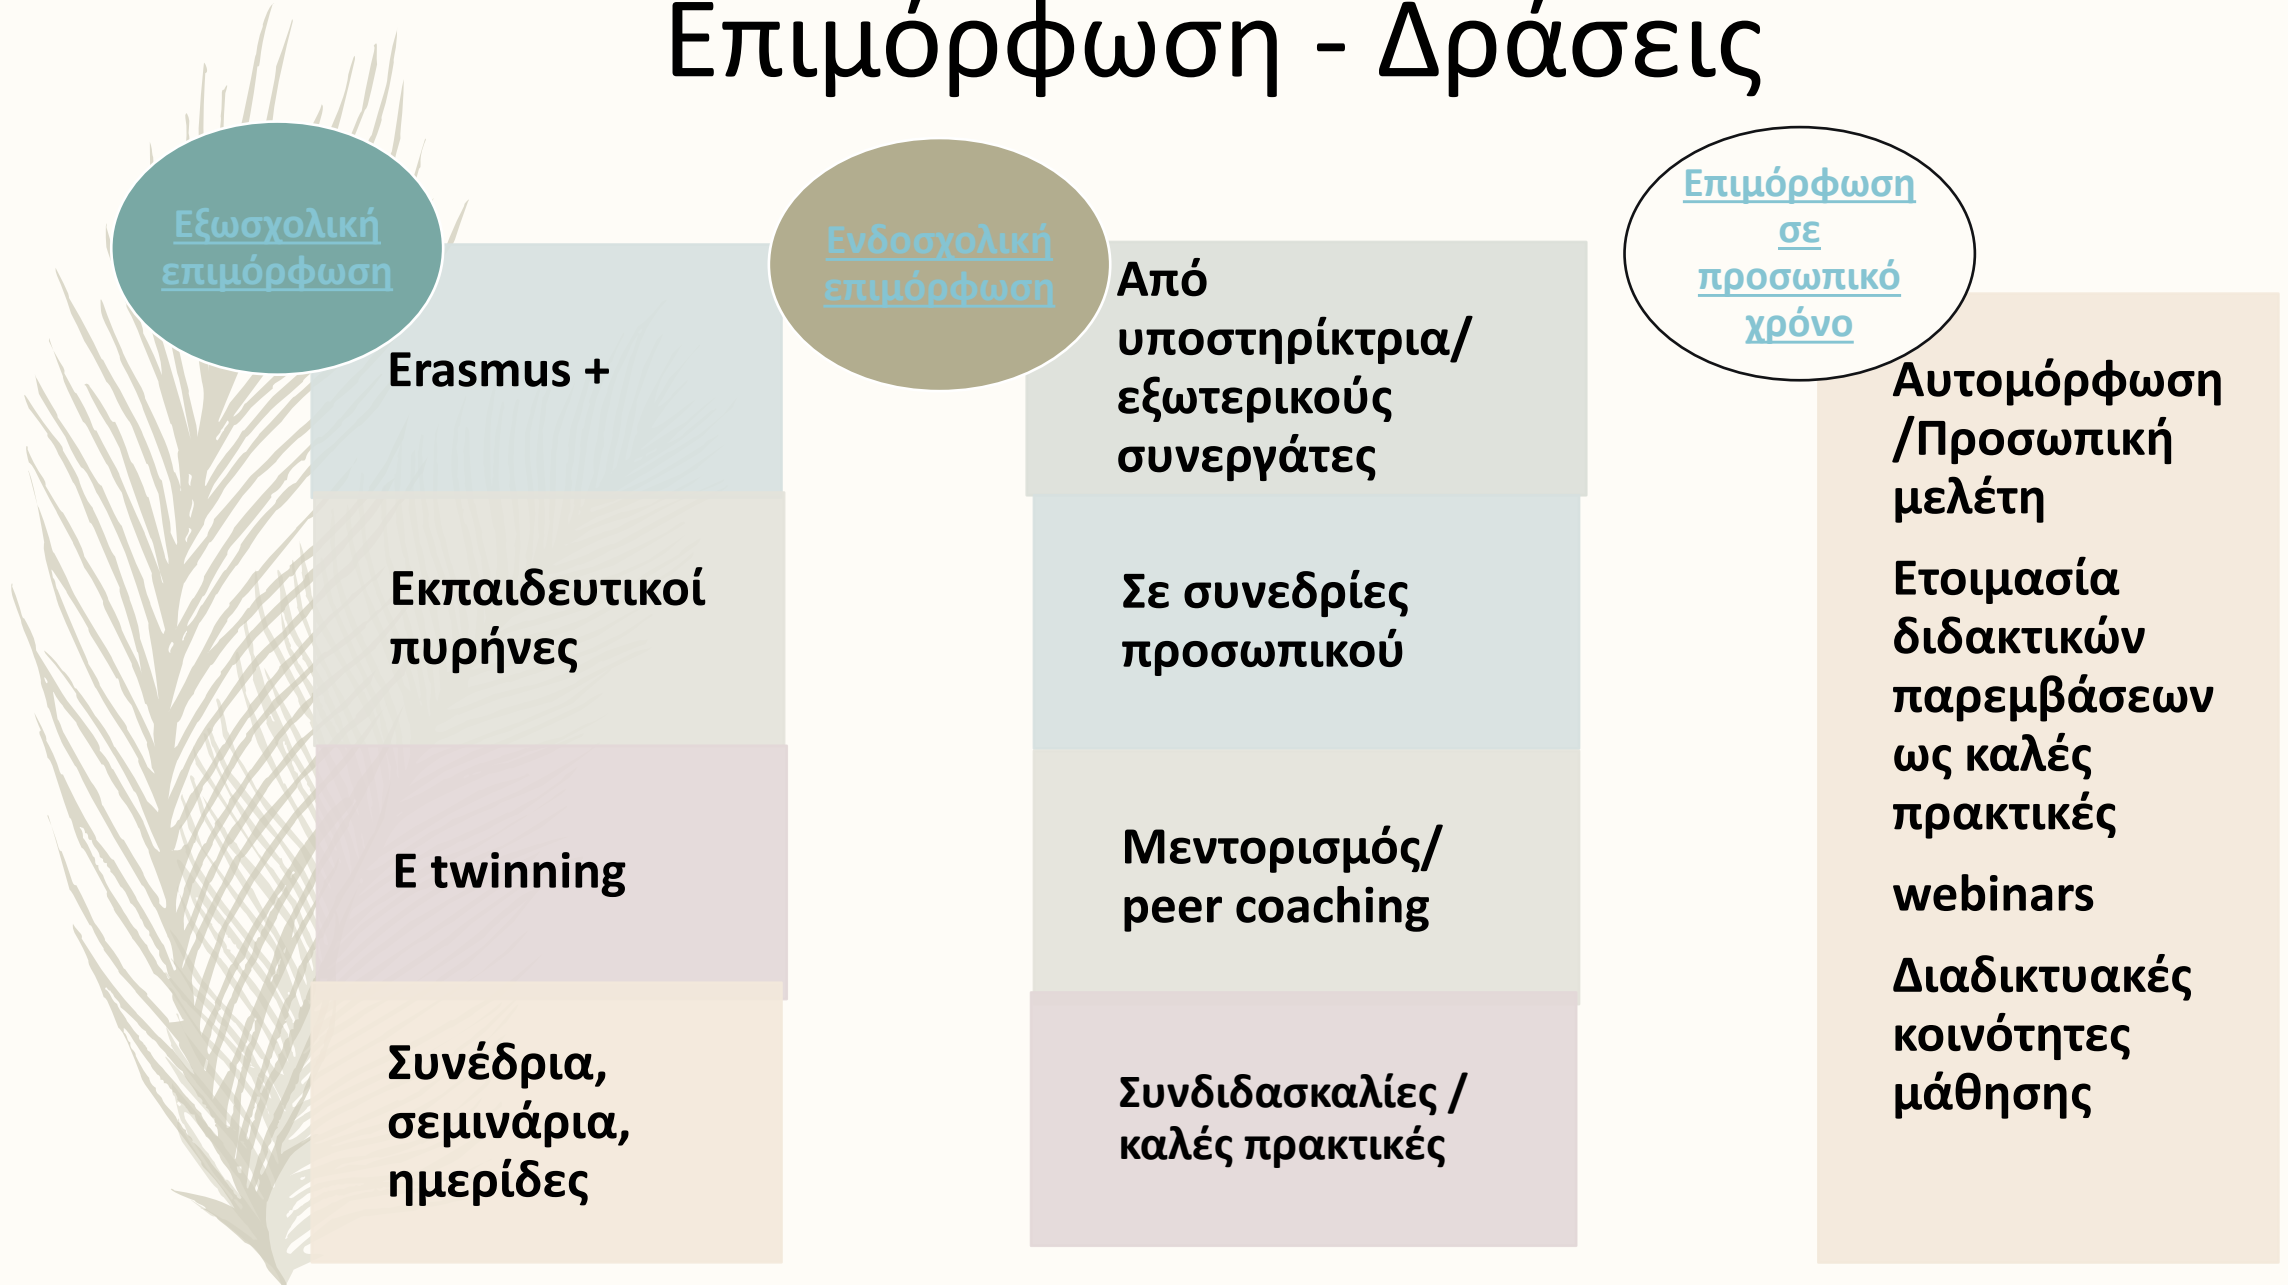 Επιμόρφωση - Δράσεις
Εξωσχολική
επιμόρφωση
Erasmus +
Εκπαιδευτικοί
πυρήνες
E twinning
Συνέδρια,
σεμινάρια,
ημερίδες
Ενδοσχολική
επιμόρφωση
Από
υποστηρίκτρια/
εξωτερικούς
συνεργάτες
Σε συνεδρίες
προσωπικού
Μεντορισμός/
peer coaching
Συνδιδασκαλίες /
καλές πρακτικές
Επιμόρφωση
σε
προσωπικό
χρόνο
Αυτομόρφωση
/Προσωπική
μελέτη
Ετοιμασία
διδακτικών
παρεμβάσεων
ως καλές
πρακτικές
webinars
Διαδικτυακές
κοινότητες
μάθησης